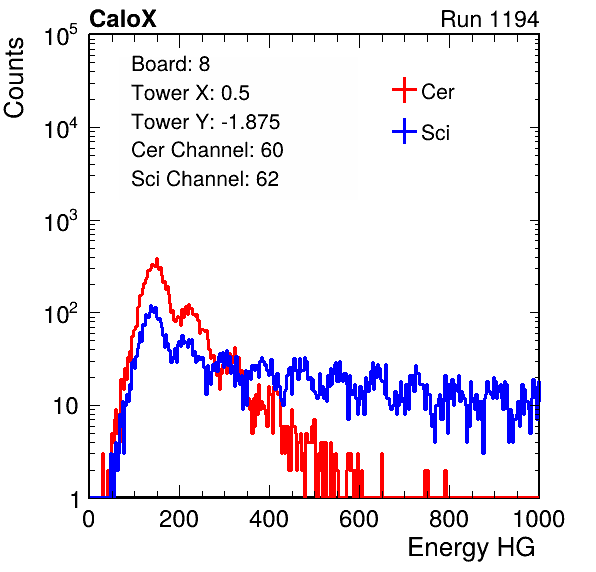 CaloX Run 1194
Counts
Board: 8
Tower X: 0.5
Tower Y: -1.875
Cer Channel: 60
Sci Channel: 62
Cer
Sci
10^5
10^4
10^3
10^2
10
1
0 200 400 600 800 1000
Energy HG